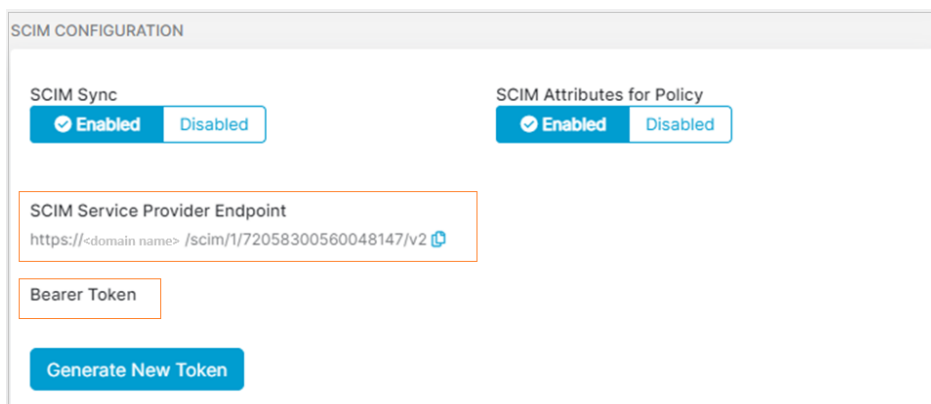 SCIM CONFIGURATION
SCIM Sync
SCIM Attributes for Policy
Enabled Disabled
Enabled Disabled
SCIM Service Provider Endpoint
https://<domain name> /scim/1/72058300560048147/v2
Bearer Token
Generate New Token